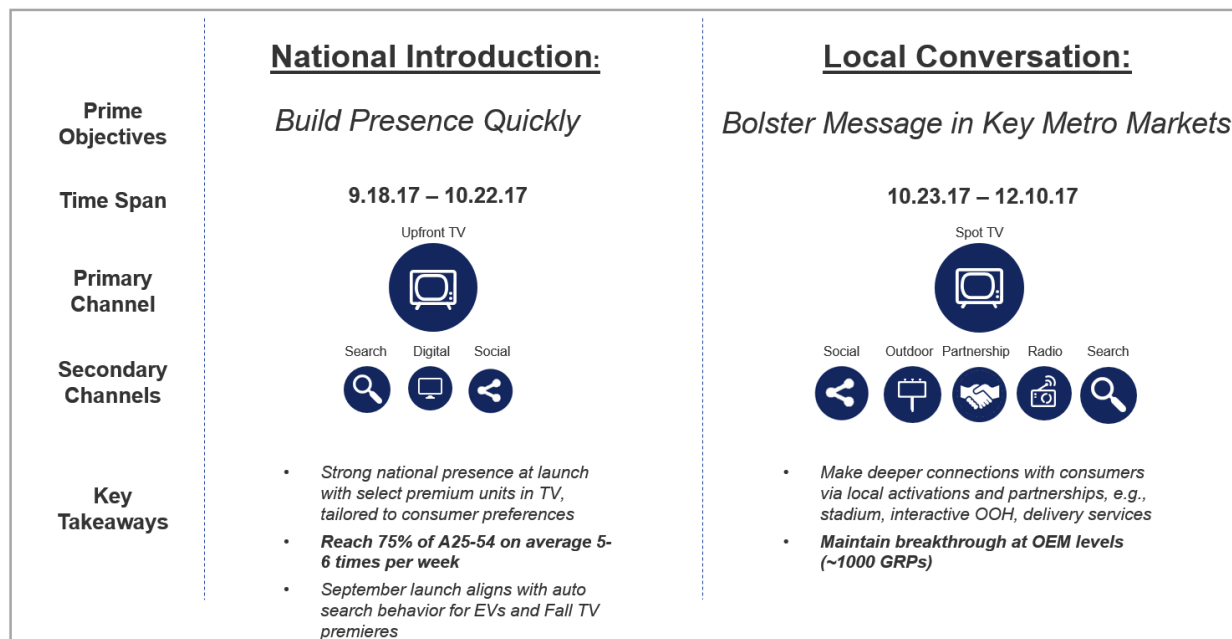 National Introduction:
Local Conversation:
Prime
Objectives
Build Presence Quickly
Bolster Message in Key Metro Markets
Time Span
9.18.17 – 10.22.17
10.23.17 – 12.10.17
Primary
Channel
Upfront TV
Spot TV
Secondary
Channels
Search
Digital
Social
Social
Outdoor
Partnership
Radio
Search
Key
Takeaways
• Strong national presence at launch
with select premium units in TV,
tailored to consumer preferences
• Reach 75% of A25-54 on average 5-
6 times per week
• September launch aligns with auto
search behavior for EVs and Fall TV
premieres
• Make deeper connections with consumers
via local activations and partnerships, e.g.,
stadium, interactive OOH, delivery services
• Maintain breakthrough at OEM levels
(~1000 GRPs)